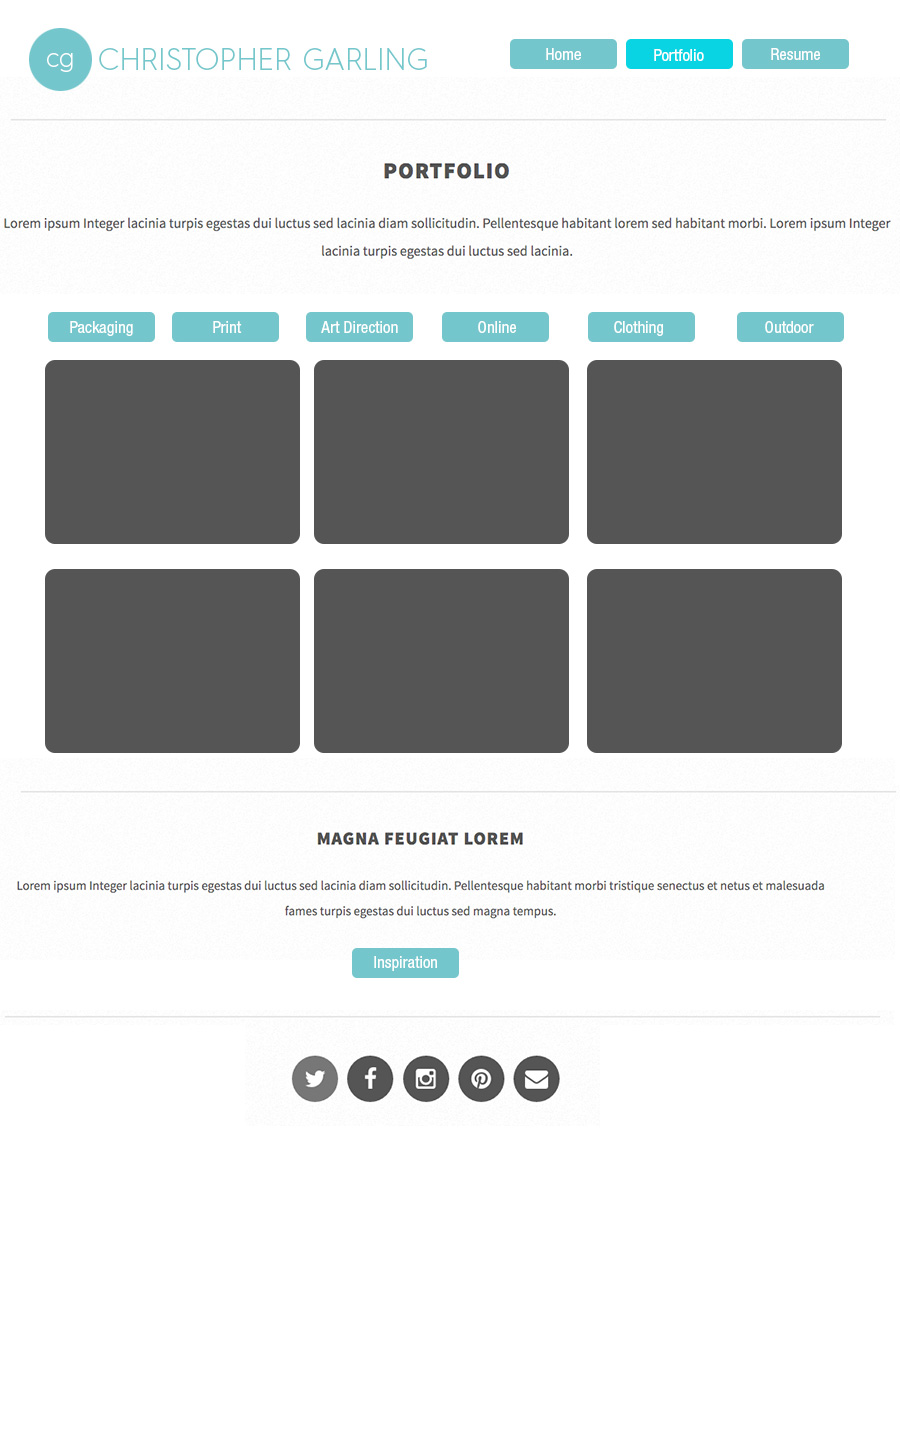 cg CHRISTOPHER GARLING
Home Portfolio Resume
PORTFOLIO
Lorem ipsum Integer lacinia turpis egestas dui luctus sed lacinia diam sollicitudin. Pellentesque habitant lorem sed habitant morbi. Lorem ipsum Integer
lacinia turpis egestas dui luctus sed lacinia.
Packaging Print Art Direction Online Clothing Outdoor
MAGNA FEUGIAT LOREM
Lorem ipsum Integer lacinia turpis egestas dui luctus sed lacinia diam sollicitudin. Pellentesque habitant morbi tristique senectus et netus et malesuada
fames turpis egestas dui luctus sed magna tempus.
Inspiration